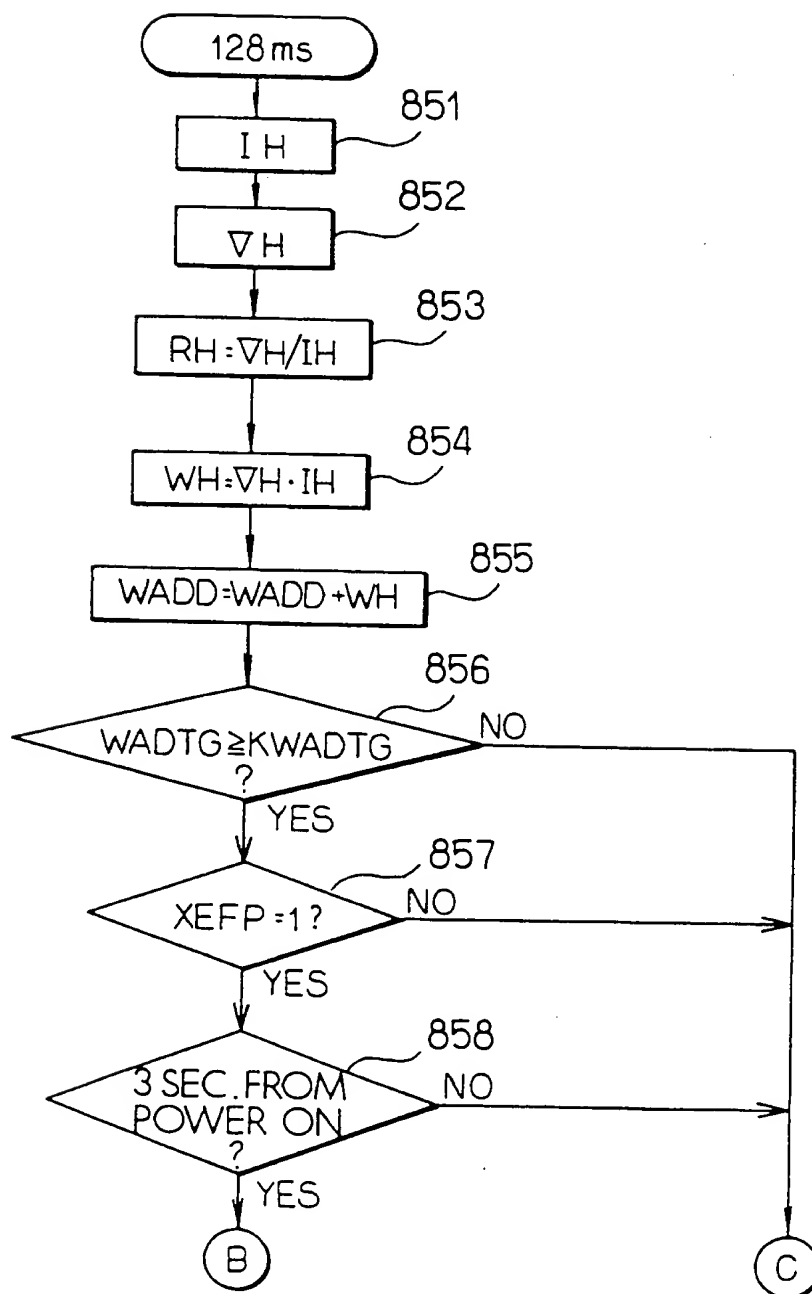 128ms
851
IH
852
∇H
853
RH=∇H/IH
854
WH=∇H·IH
855
WADD=WADD+WH
856
WADTG≧KWADTG
?
NO
YES
857
XEFP=1?
NO
YES
858
3 SEC. FROM
POWER ON
?
NO
YES
B
C